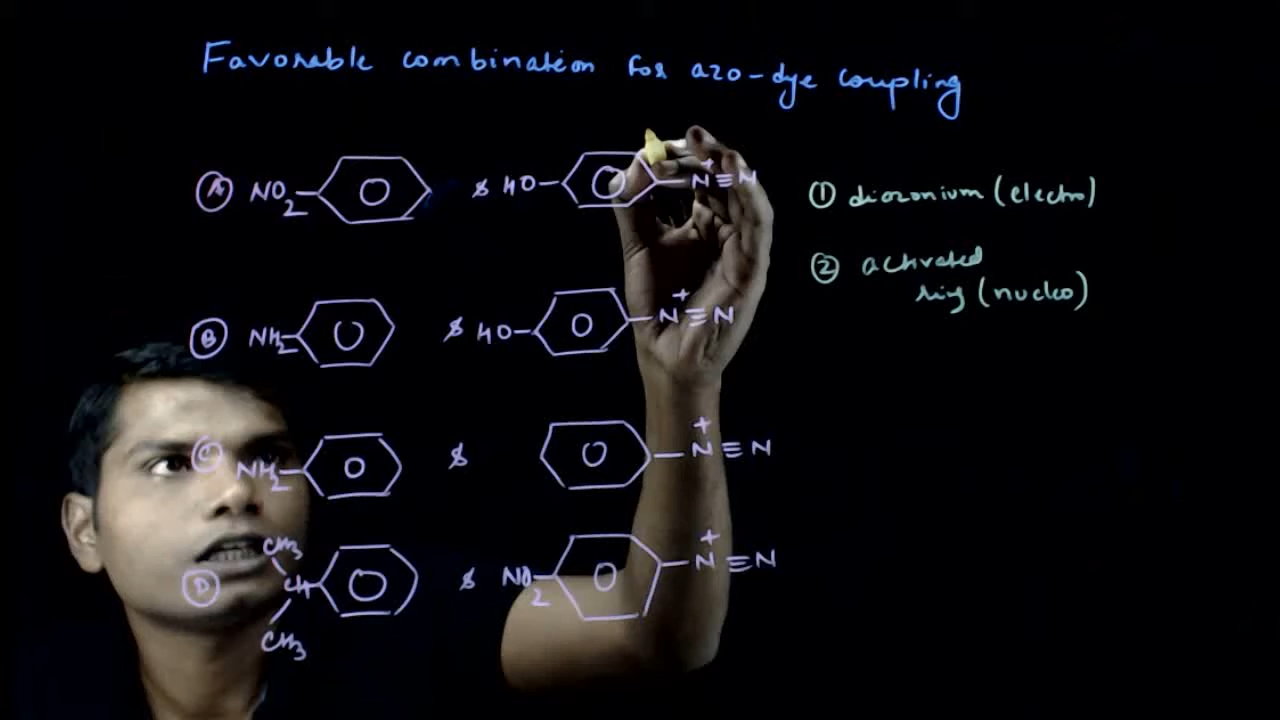 Favorable combination for azo-dye coupling
A NO2 & HO N+≡N
B NH2 & HO N+≡N
C NH2 & N+≡N
D CH3 CH CH3 & NO2 N+≡N
① diazonium (electro)
② activated
ring (nucleo)